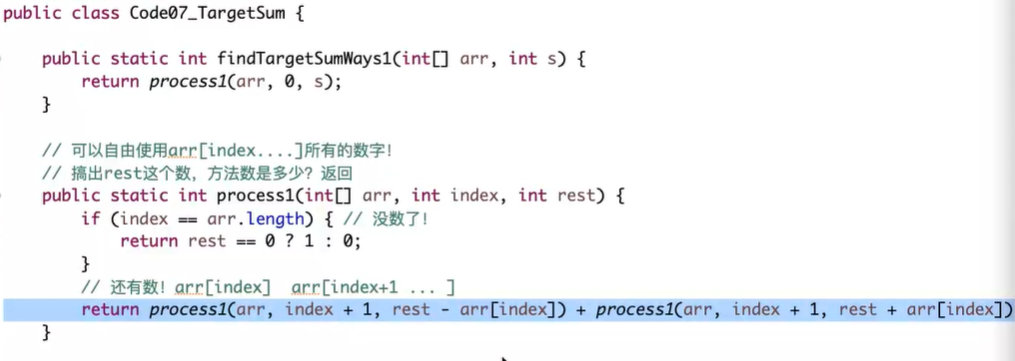 public class Code07_TargetSum {
public static int findTargetSumWays1(int[] arr, int s) {
return process1(arr, 0, s);
}
// 可以自由使用arr[index....]所有的数字!
// 搞出rest这个数，方法数是多少？返回
public static int process1(int[] arr, int index, int rest) {
if (index == arr.length) { // 没数了!
return rest == 0 ? 1 : 0;
}
// 还有数! arr[index] arr[index+1 ... ]
return process1(arr, index + 1, rest - arr[index]) + process1(arr, index + 1, rest + arr[index])
}